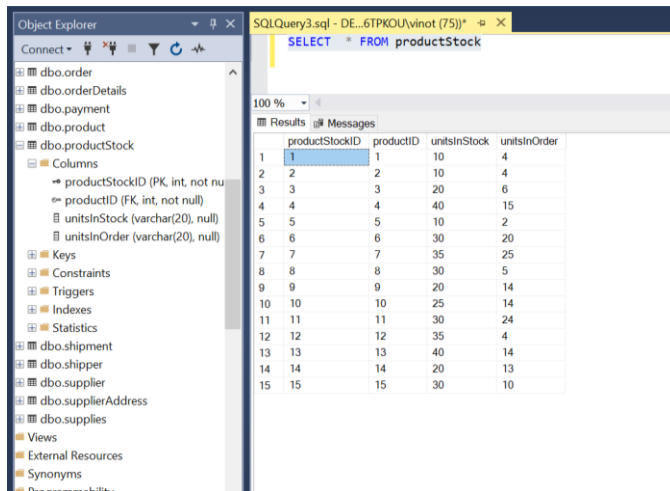 Object Explorer
Connect
dbo.order
dbo.orderDetails
dbo.payment
dbo.product
dbo.productStock
Columns
productStockID (PK, int, not nu
productID (FK, int, not null)
unitsInStock (varchar(20), null)
unitsInOrder (varchar(20), null)
Keys
Constraints
Triggers
Indexes
Statistics
dbo.shipment
dbo.shipper
dbo.supplier
dbo.supplierAddress
dbo.supplies
Views
External Resources
Synonyms
Programmability
SQLQuery3.sql - DE...6TPKOU\vinot (75))*
SELECT * FROM productStock
100 %
Results Messages
productStockID productID unitsInStock unitsInOrder
1 1 1 10 4
2 2 2 10 4
3 3 3 20 6
4 4 4 40 15
5 5 5 10 2
6 6 6 30 20
7 7 7 35 25
8 8 8 30 5
9 9 9 20 14
10 10 10 25 14
11 11 11 30 24
12 12 12 35 4
13 13 13 40 14
14 14 14 20 13
15 15 15 30 10